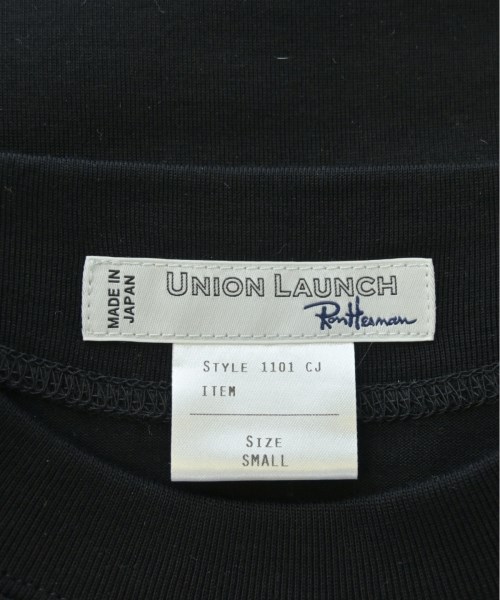 MADE IN
JAPAN
UNION LAUNCH
Ron Herman
STYLE 1101 CJ
ITEM
SIZE
SMALL